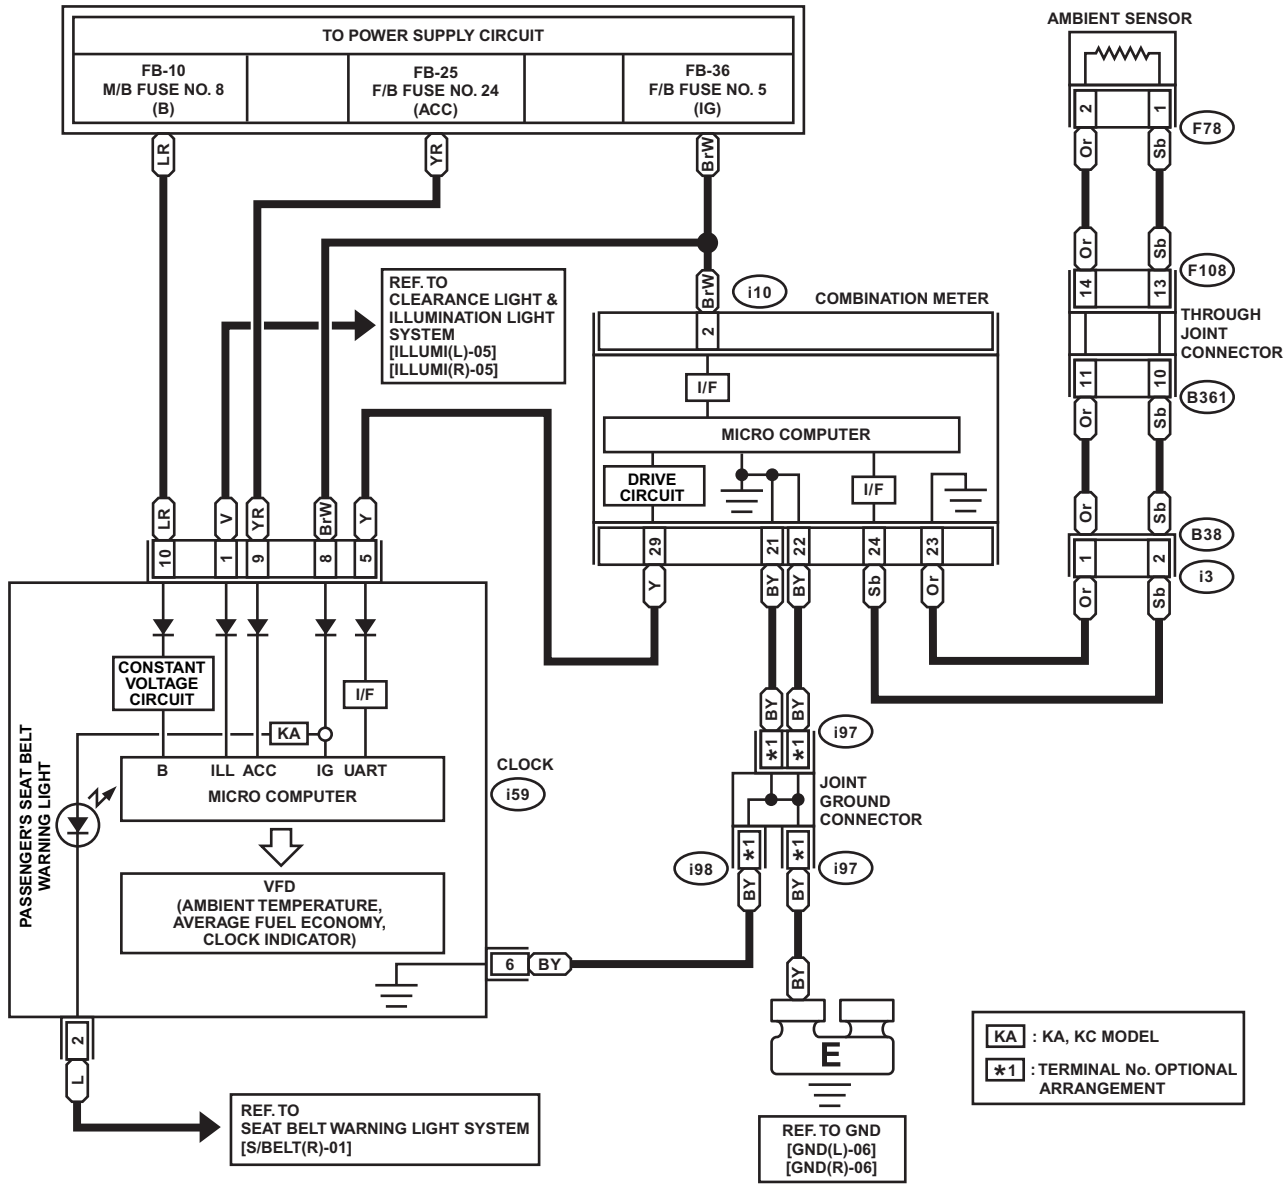 AMBIENT SENSOR
TO POWER SUPPLY CIRCUIT
FB-10
M/B FUSE NO. 8
(B)
FB-25
F/B FUSE NO. 24
(ACC)
FB-36
F/B FUSE NO. 5
(IG)
2
1
F78
LR
YR
BrW
Or
Sb
Or
Sb
F108
14
13
THROUGH
JOINT
CONNECTOR
11
10
B361
Or
Sb
Or
Sb
B38
1
2
i3
Or
Sb
REF. TO
CLEARANCE LIGHT &
ILLUMINATION LIGHT
SYSTEM
[ILLUMI(L)-05]
[ILLUMI(R)-05]
BrW
i10
COMBINATION METER
2
I/F
MICRO COMPUTER
DRIVE
CIRCUIT
I/F
29
21
22
24
23
Y
BY
BY
Sb
Or
LR
V
YR
BrW
Y
10
1
9
8
5
CONSTANT
VOLTAGE
CIRCUIT
I/F
KA
B
ILL
ACC
IG
UART
MICRO COMPUTER
CLOCK
i59
PASSENGER'S SEAT BELT
WARNING LIGHT
VFD
(AMBIENT TEMPERATURE,
AVERAGE FUEL ECONOMY,
CLOCK INDICATOR)
BY
BY
i97
*1
*1
JOINT
GROUND
CONNECTOR
*1
*1
i98
i97
BY
BY
6
BY
BY
E
2
L
REF. TO
SEAT BELT WARNING LIGHT SYSTEM
[S/BELT(R)-01]
REF. TO GND
[GND(L)-06]
[GND(R)-06]
KA : KA, KC MODEL
*1 : TERMINAL No. OPTIONAL
ARRANGEMENT